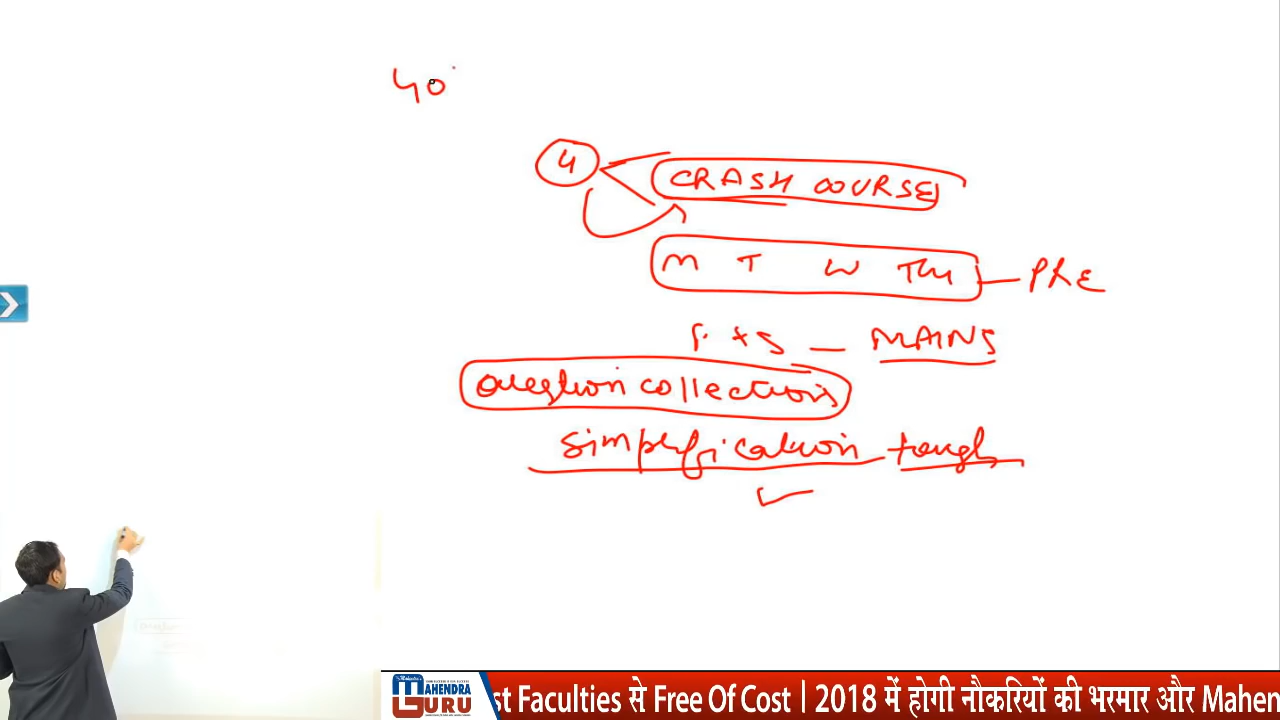 40
4 CRASH COURSE
M T W TH — PRE
F + S — MAINS
question collections
simplification tough
Mahendra GURU
st Faculties से Free Of Cost | 2018 में होगी नौकरियों की भरमार और Mahen